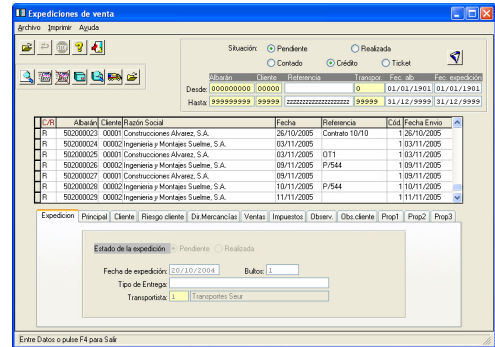 Expediciones de venta
Archivo Imprimir Ayuda
Situación: Pendiente Realizada
Contado Crédito Ticket
Albarán Cliente Referencia Transpor. Fec. alb Fec. expedición
Desde: 000000000 00000 0 01/01/1901 01/01/1901
Hasta: 999999999 99999 zzzzzzzzzzzzzzzzzzzz 99999 31/12/9999 31/12/9999
C/R Albarán Cliente Razón Social Fecha Referencia Cód. Fecha Envio
R 502000023 00001 Construcciones Alvarez, S.A. 26/10/2005 Contrato 10/10 1 26/10/2005
R 502000024 00002 Ingenieria y Montajes Suelme, S.A. 03/11/2005 1 03/11/2005
R 502000025 00001 Construcciones Alvarez, S.A. 03/11/2005 OT1 1 03/11/2005
R 502000026 00002 Ingenieria y Montajes Suelme, S.A. 09/11/2005 P/544 1 09/11/2005
R 502000027 00001 Construcciones Alvarez, S.A. 09/11/2005 1 09/11/2005
R 502000028 00002 Ingenieria y Montajes Suelme, S.A. 10/11/2005 P/544 1 10/11/2005
R 502000029 00002 Ingenieria y Montajes Suelme, S.A. 11/11/2005 1 11/11/2005
Expedicion Principal Cliente Riesgo cliente Dir.Mercancías Ventas Impuestos Observ. Obs.cliente Prop1 Prop2 Prop3
Estado de la expedición Pendiente Realizada
Fecha de expedición: 20/10/2004 Bultos: 1
Tipo de Entrega:
Transportista: 1 Transportes Seur
Entre Datos o pulse F4 para Salir